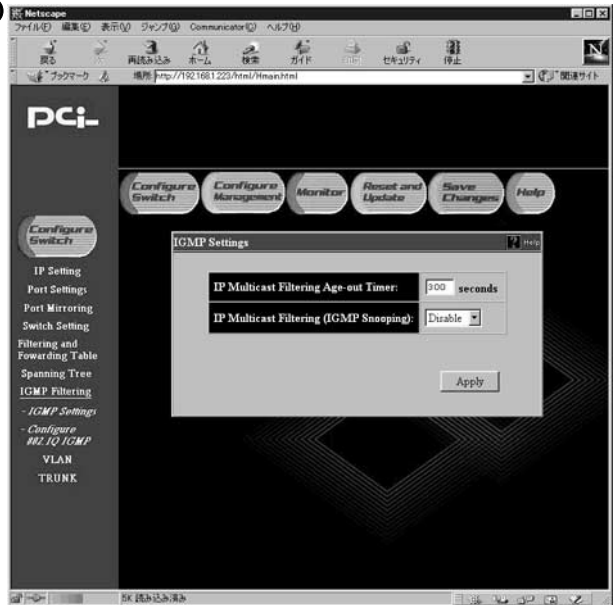 Netscape
ファイル(F) 編集(E) 表示(V) ジャンプ(G) Communicator(C) ヘルプ(H)
戻る 再読み込み ホーム 検索 ガイド 印刷 セキュリティ 停止
ブックマーク 場所: http://192.168.1.223/html/Hmain.html 関連サイト
PCi-
Configure Switch
Configure Management
Monitor
Reset and Update
Save Changes
Help
Configure Switch
IP Setting
Port Settings
Port Mirroring
Switch Setting
Filtering and
Fowarding Table
Spanning Tree
IGMP Filtering
- IGMP Settings
- Configure
802.1Q IGMP
VLAN
TRUNK
IGMP Settings
? Help
IP Multicast Filtering Age-out Timer: 300 seconds
IP Multicast Filtering (IGMP Snooping): Disable
Apply
5K 読み込み済み